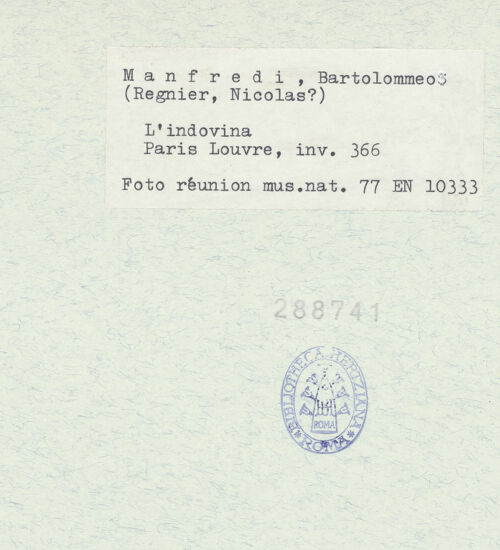 M a n f r e d i , Bartolommeo
(Regnier, Nicolas?)
L'indovina
Paris Louvre, inv. 366
Foto réunion mus.nat. 77 EN 10333
288741
BIBLIOTHECA HERTZIANA
ROMA
* ROMA *